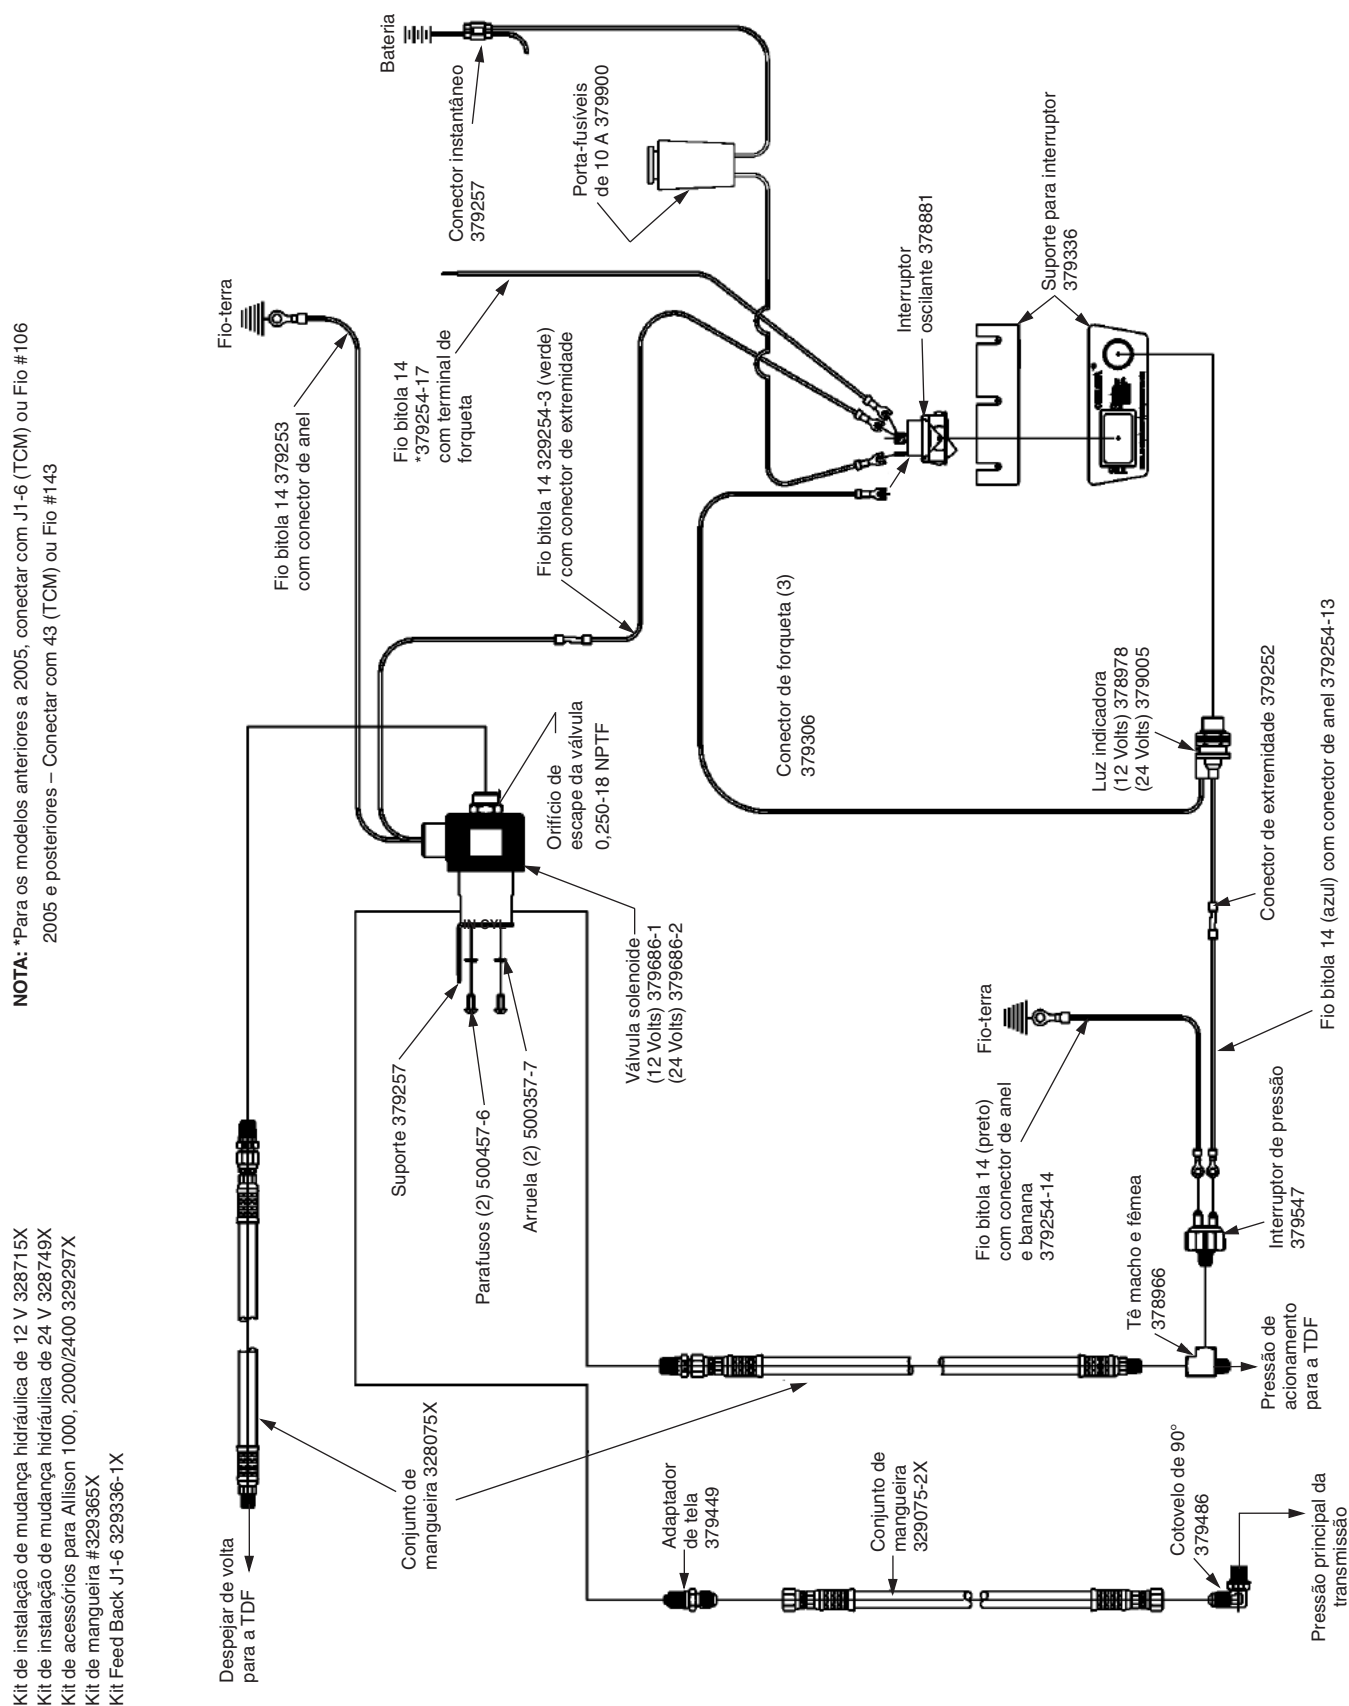 Kit de instalação de mudança hidráulica de 12 V 328715X
Kit de instalação de mudança hidráulica de 24 V 328749X
Kit de acessórios para Allison 1000, 2000/2400 329297X
Kit de mangueira #329365X
Kit Feed Back J1-6 329336-1X
NOTA: *Para os modelos anteriores a 2005, conectar com J1-6 (TCM) ou Fio #106
2005 e posteriores – Conectar com 43 (TCM) ou Fio #143
Despejar de volta
para a TDF
Conjunto de
mangueira 328075X
Suporte 379257
Parafusos (2) 500457-6
Arruela (2) 500357-7
Fio-terra
Fio bitola 14 379253
com conector de anel
Bateria
Conector instantâneo
379257
Fio bitola 14
*379254-17
com terminal de
forqueta
Porta-fusíveis
de 10 A 379900
Fio bitola 14 329254-3 (verde)
com conector de extremidade
Orifício de
escape da válvula
0,250-18 NPTF
IN CYL
Válvula solenoide
(12 Volts) 379686-1
(24 Volts) 379686-2
Adaptador
de tela
379449
Conjunto de
mangueira
329075-2X
Cotovelo de 90°
379486
Pressão principal da
transmissão
Conector de forqueta (3)
379306
Interruptor
oscilante 378881
Suporte para interruptor
379336
Luz indicadora
(12 Volts) 378978
(24 Volts) 379005
Fio-terra
Fio bitola 14 (preto)
com conector de anel
e banana
379254-14
Tê macho e fêmea
378966
Pressão de
acionamento
para a TDF
Interruptor de pressão
379547
Conector de extremidade 379252
Fio bitola 14 (azul) com conector de anel 379254-13